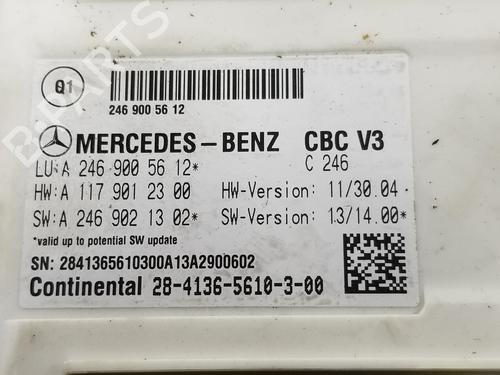 Q1
246 900 56 12
MERCEDES-BENZ CBC V3
LU:A 246 900 56 12* C 246
HW:A 117 901 23 00 HW-Version: 11/30.04
SW:A 246 902 13 02* SW-Version: 13/14.00*
*valid up to potential SW update
SN: 2841365610300A13A2900602
Continental 28-4136-5610-3-00
B-PARTS